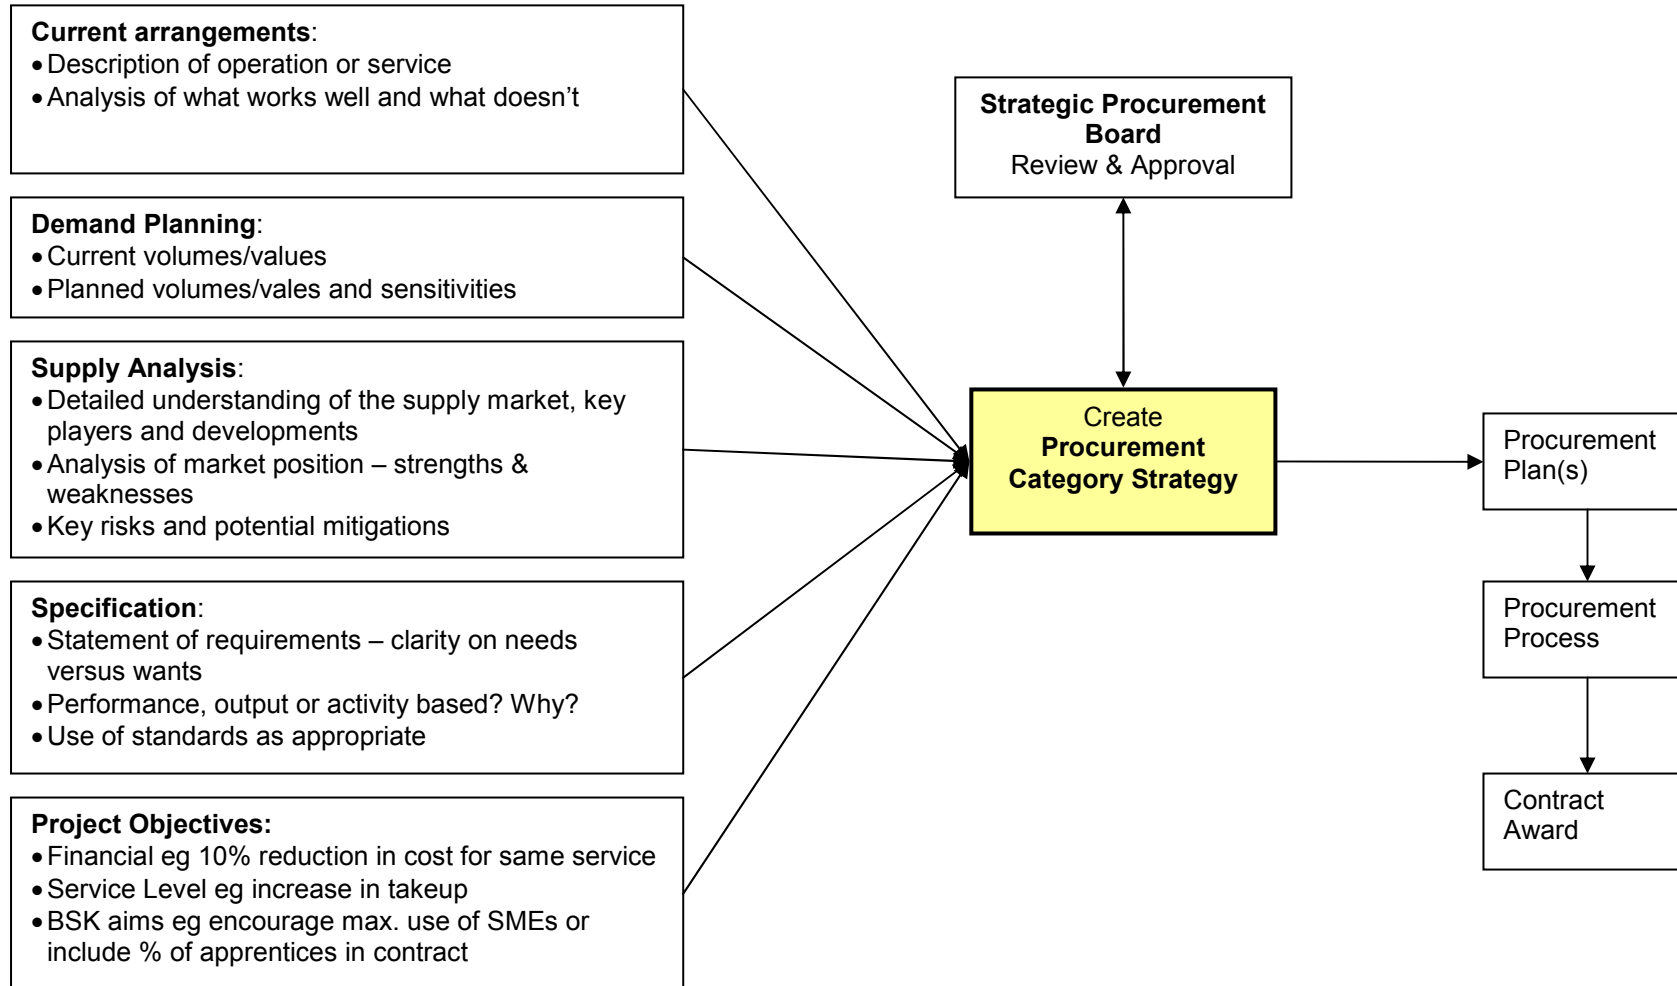 Current arrangements:
• Description of operation or service
• Analysis of what works well and what doesn’t
Demand Planning:
• Current volumes/values
• Planned volumes/vales and sensitivities
Supply Analysis:
• Detailed understanding of the supply market, key
players and developments
• Analysis of market position – strengths &
weaknesses
• Key risks and potential mitigations
Specification:
• Statement of requirements – clarity on needs
versus wants
• Performance, output or activity based? Why?
• Use of standards as appropriate
Project Objectives:
• Financial eg 10% reduction in cost for same service
• Service Level eg increase in takeup
• BSK aims eg encourage max. use of SMEs or
include % of apprentices in contract
Strategic Procurement
Board
Review & Approval
Create
Procurement
Category Strategy
Procurement
Plan(s)
Procurement
Process
Contract
Award